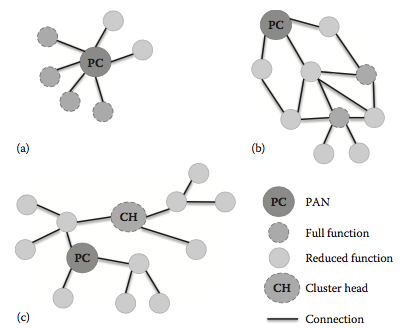 PC
PC
(a)
(b)
CH
PC
(c)
PC PAN
Full function
Reduced function
CH Cluster head
Connection